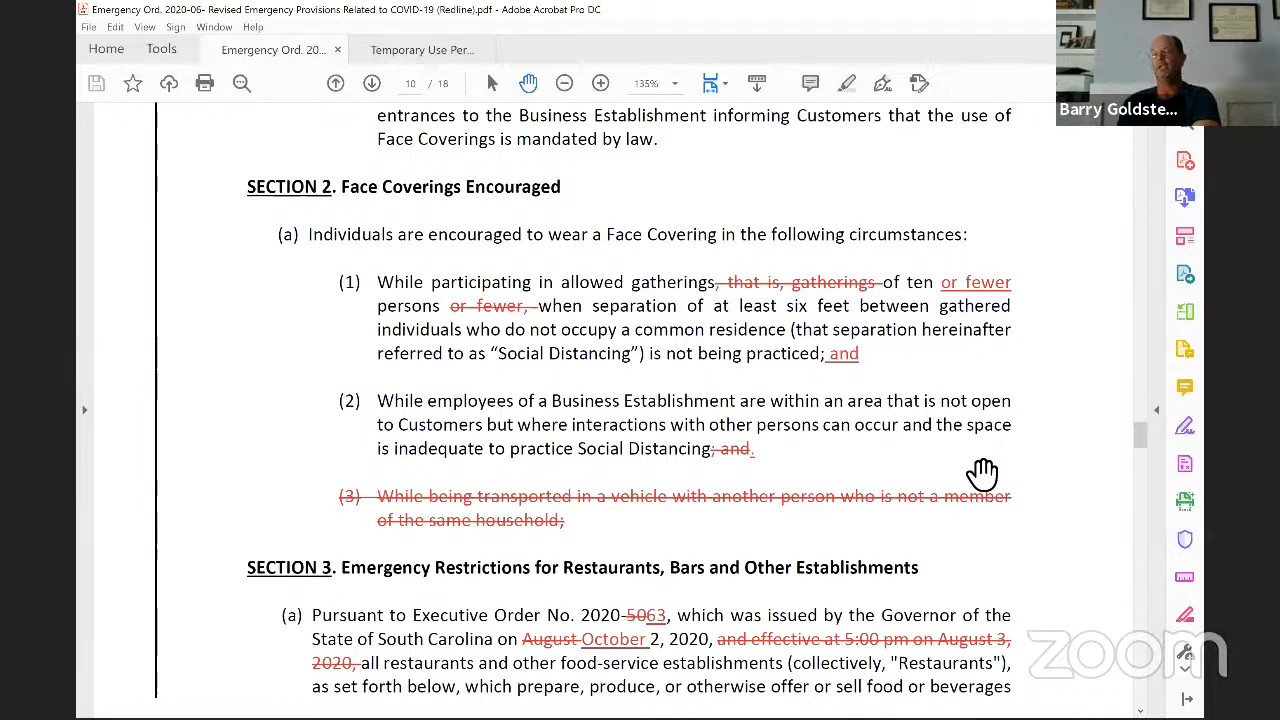 Emergency Ord. 2020-06- Revised Emergency Provisions Related to COVID-19 (Redline).pdf - Adobe Acrobat Pro DC
File Edit View Sign Window Help
Home Tools Emergency Ord. 20... × Temporary Use Per...
10 / 18 135%
Barry Goldste...
ances to the Business Establishment informing Customers that the use of
Face Coverings is mandated by law.
SECTION 2. Face Coverings Encouraged
(a) Individuals are encouraged to wear a Face Covering in the following circumstances:
(1) While participating in allowed gatherings, that is, gatherings of ten or fewer
persons or fewer, when separation of at least six feet between gathered
individuals who do not occupy a common residence (that separation hereinafter
referred to as “Social Distancing”) is not being practiced; and
(2) While employees of a Business Establishment are within an area that is not open
to Customers but where interactions with other persons can occur and the space
is inadequate to practice Social Distancing; and.
(3) While being transported in a vehicle with another person who is not a member
of the same household;
SECTION 3. Emergency Restrictions for Restaurants, Bars and Other Establishments
(a) Pursuant to Executive Order No. 2020-5063, which was issued by the Governor of the
State of South Carolina on August October 2, 2020, and effective at 5:00 pm on August 3,
2020, all restaurants and other food-service establishments (collectively, "Restaurants"),
as set forth below, which prepare, produce, or otherwise offer or sell food or beverages
zoom